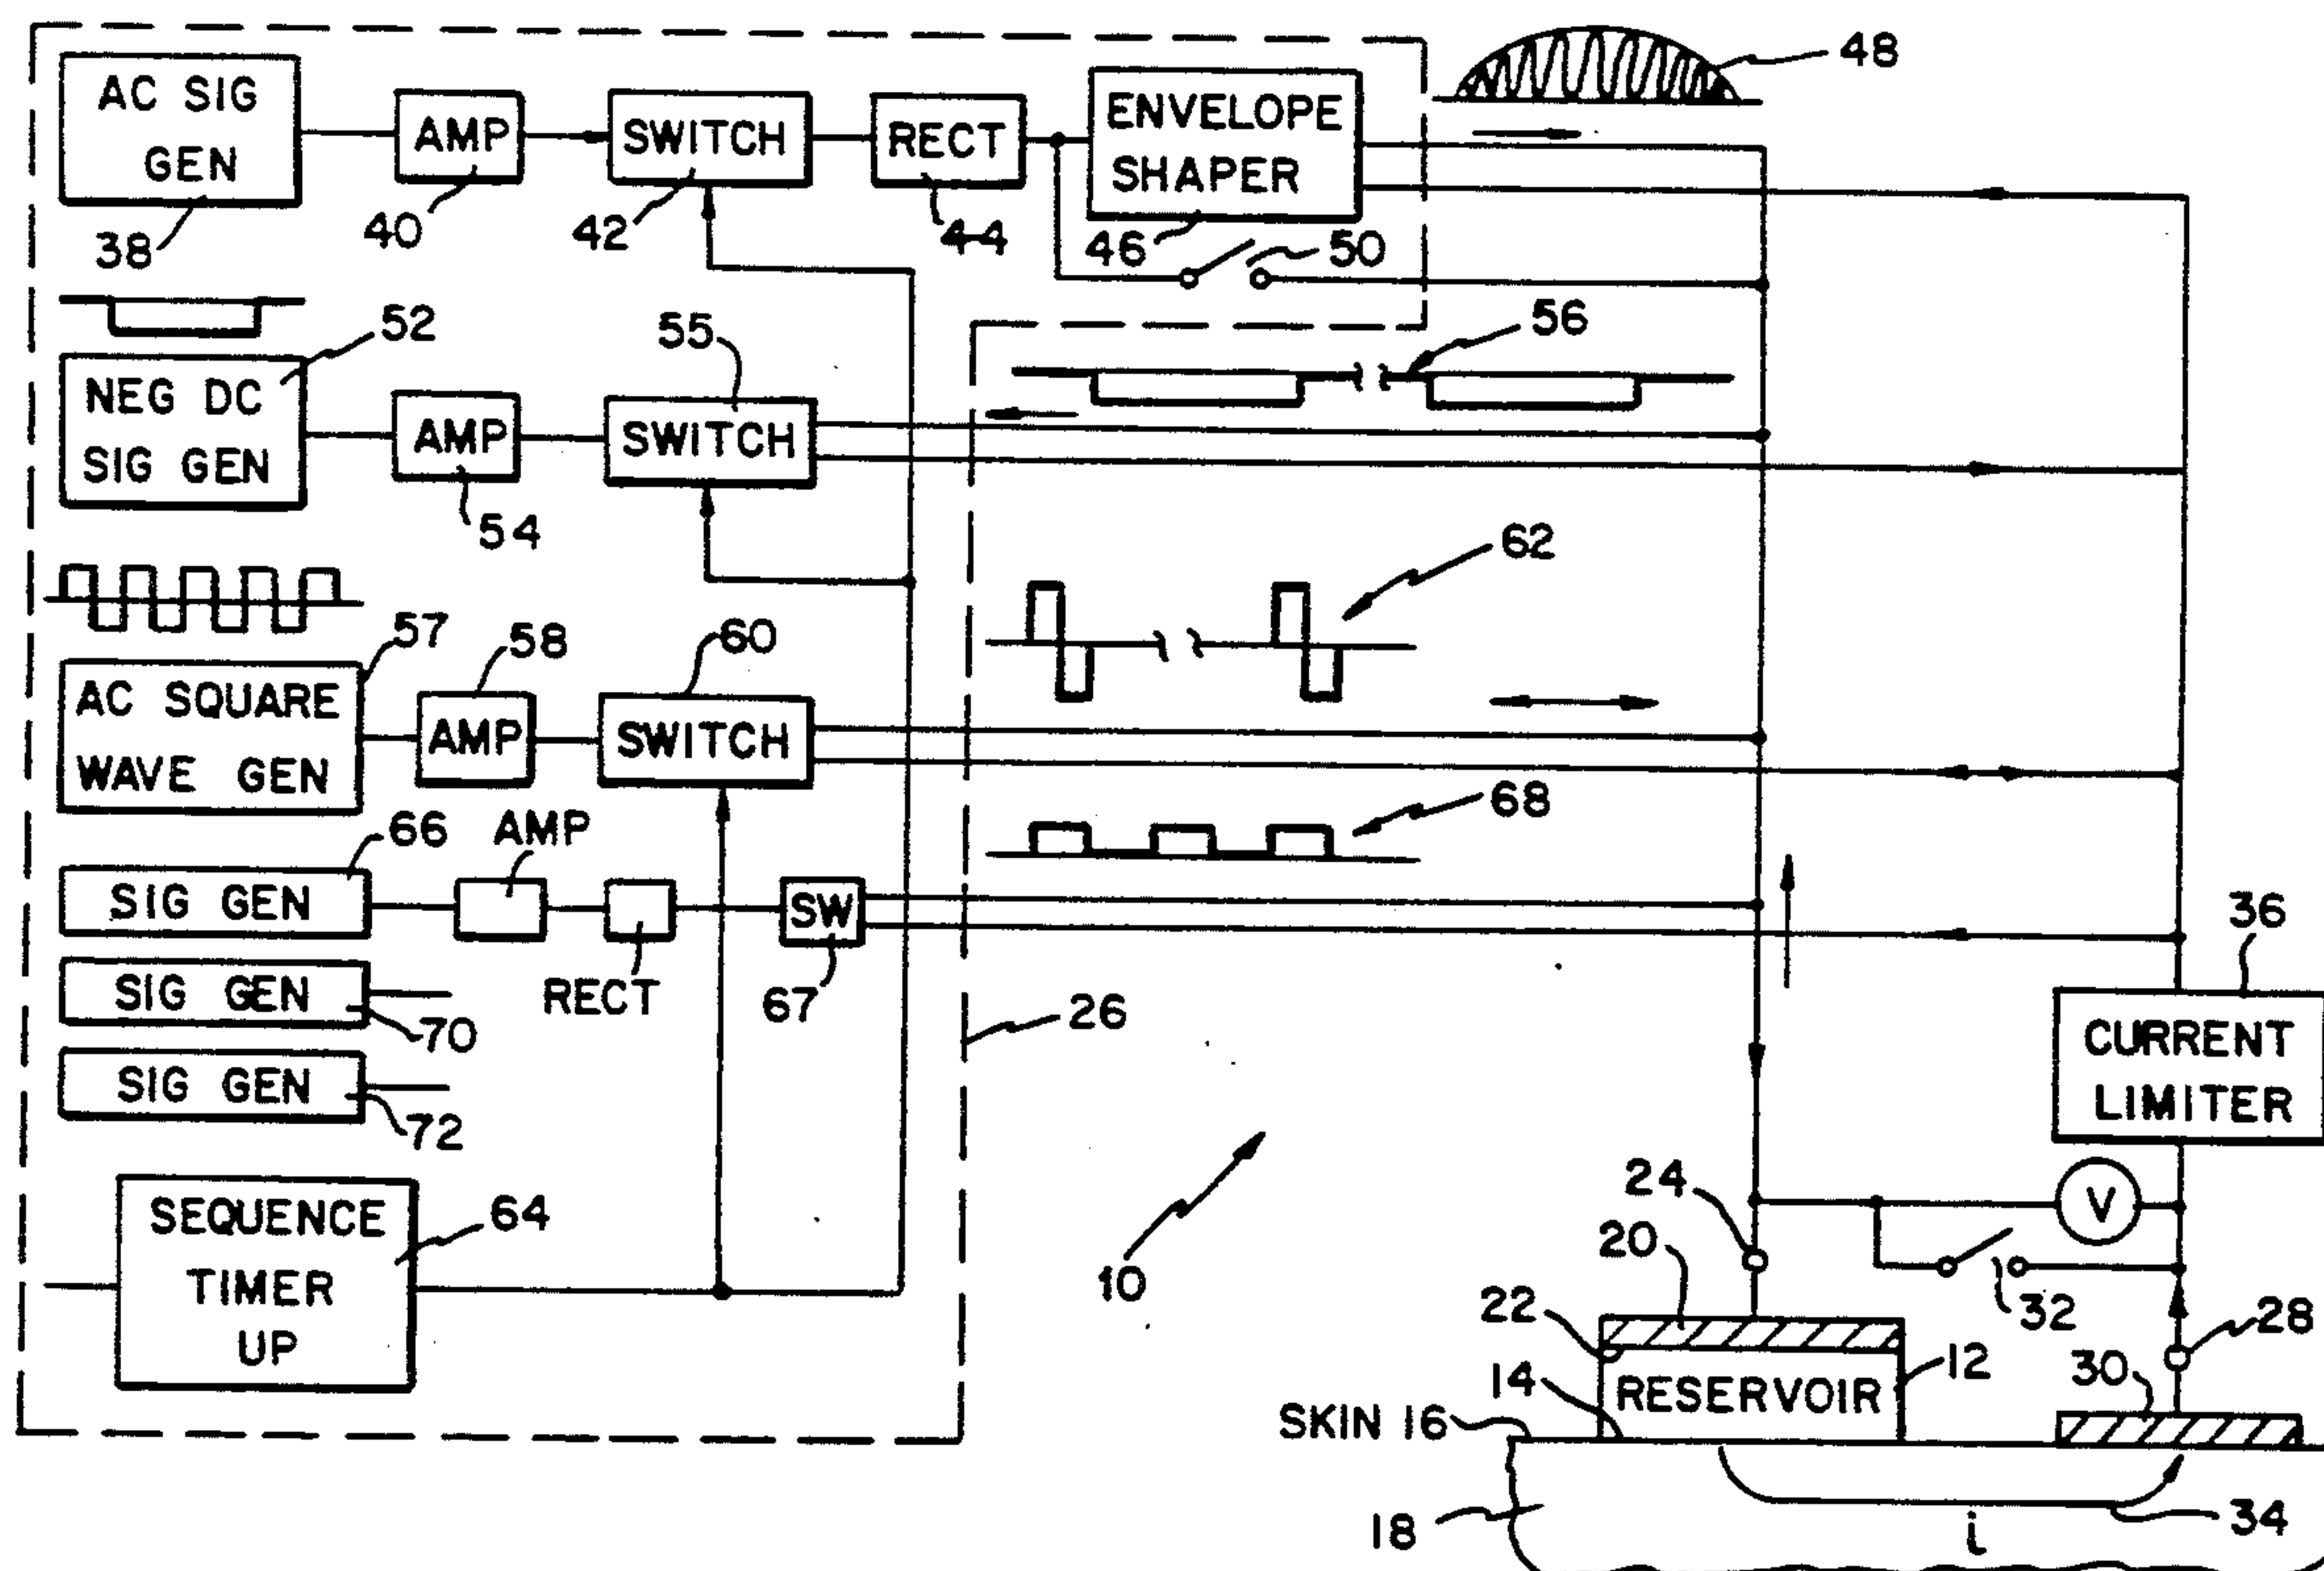 AC SIG
GEN
38
AMP
40
SWITCH
42
RECT
44
ENVELOPE
SHAPER
46
50
48
52
NEG DC
SIG GEN
AMP
54
55
SWITCH
56
57
AC SQUARE
WAVE GEN
58
AMP
60
SWITCH
62
66
SIG GEN
AMP
RECT
SW
67
68
SIG GEN
70
SIG GEN
72
26
SEQUENCE
TIMER
UP
64
10
36
CURRENT
LIMITER
V
24
20
22
32
28
14
RESERVOIR
12
30
SKIN 16
18
i
34